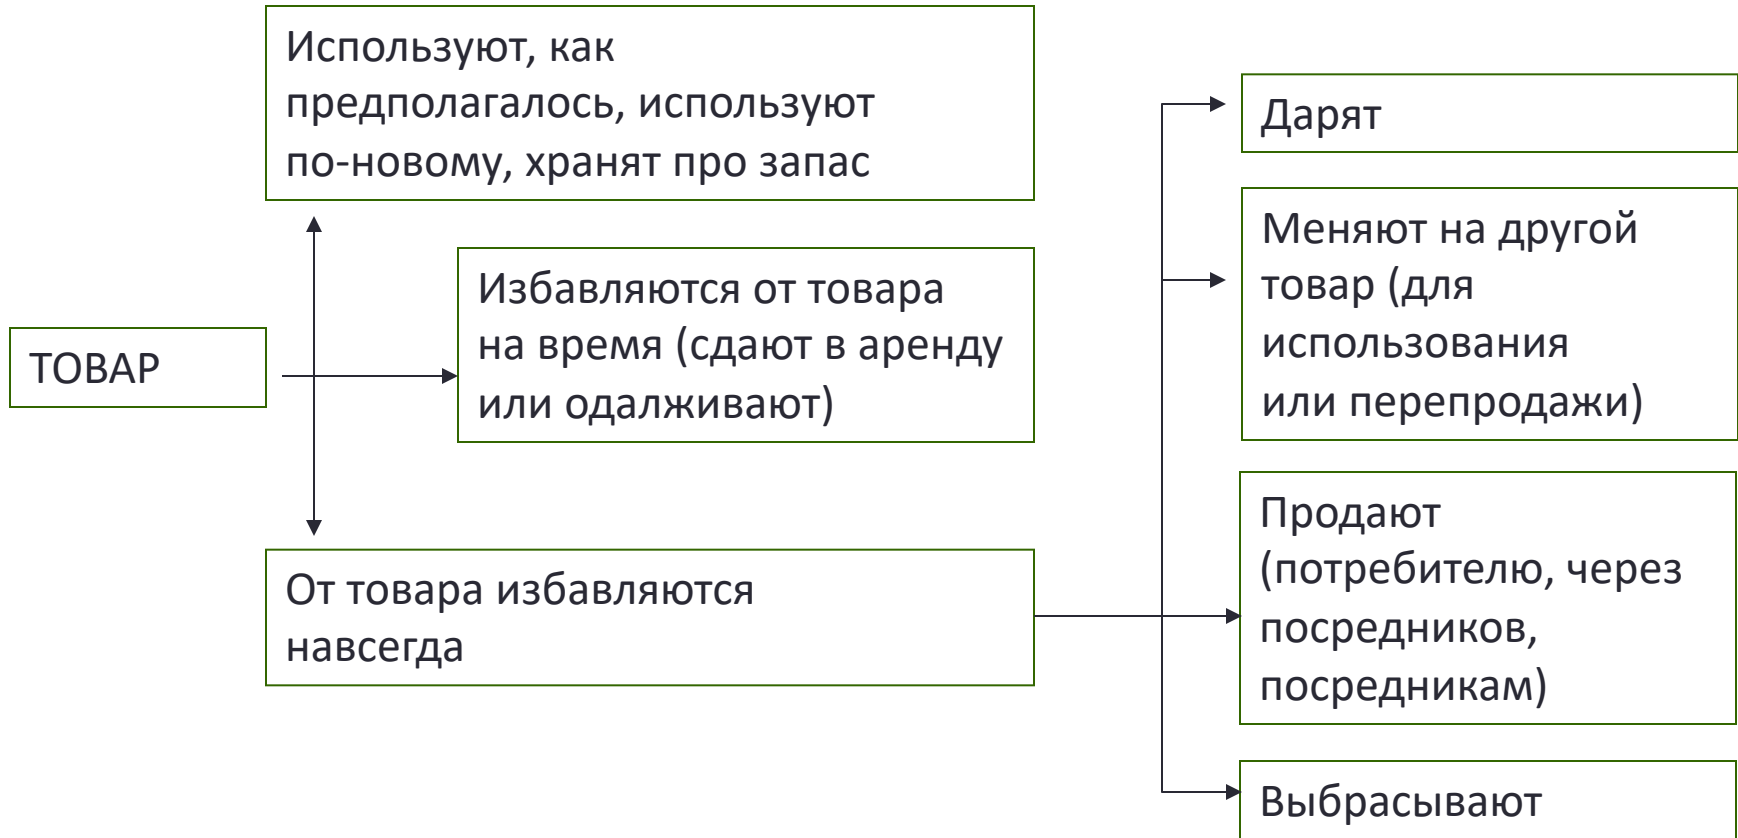 Используют, как
предполагалось, используют
по-новому, хранят про запас
ТОВАР
Избавляются от товара
на время (сдают в аренду
или одалживают)
От товара избавляются
навсегда
Дарят
Меняют на другой
товар (для
использования
или перепродажи)
Продают
(потребителю, через
посредников,
посредникам)
Выбрасывают